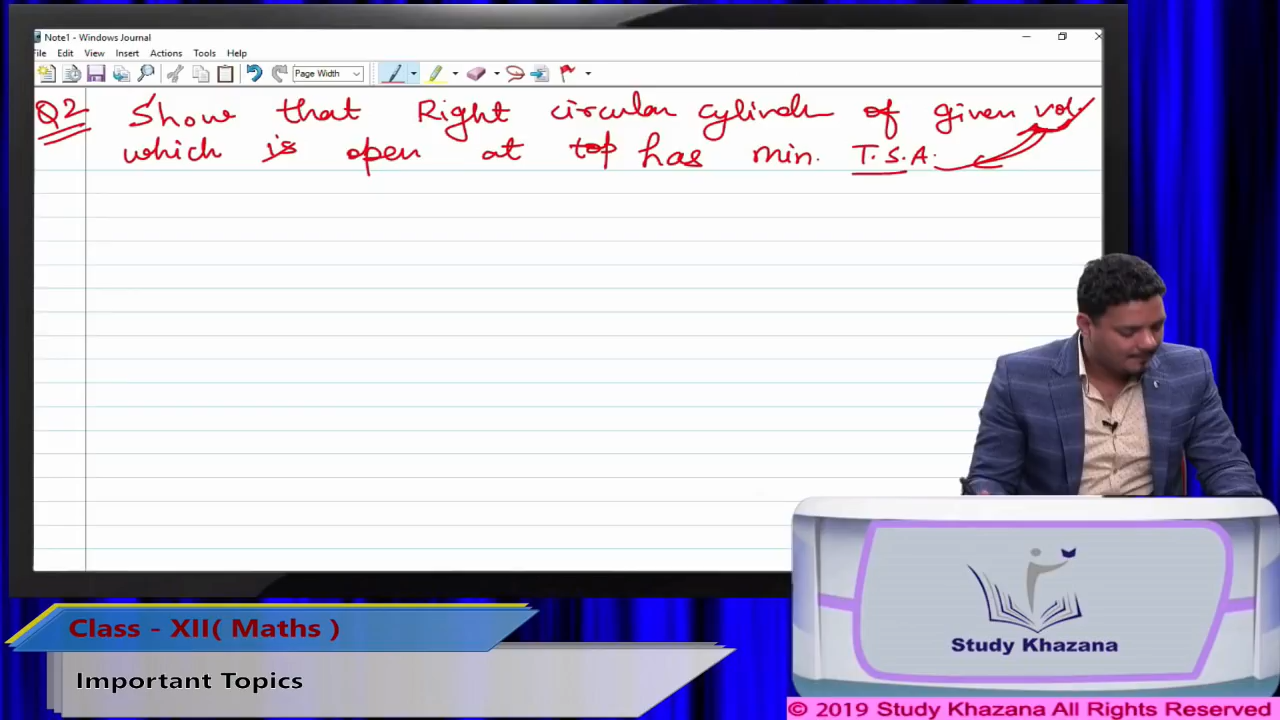 Note1 - Windows Journal
File Edit View Insert Actions Tools Help
Page Width
Q2 Show that Right circular cylinder of given vol
which is open at top has min. T.S.A.
Study Khazana
Class - XII( Maths )
Important Topics
© 2019 Study Khazana All Rights Reserved